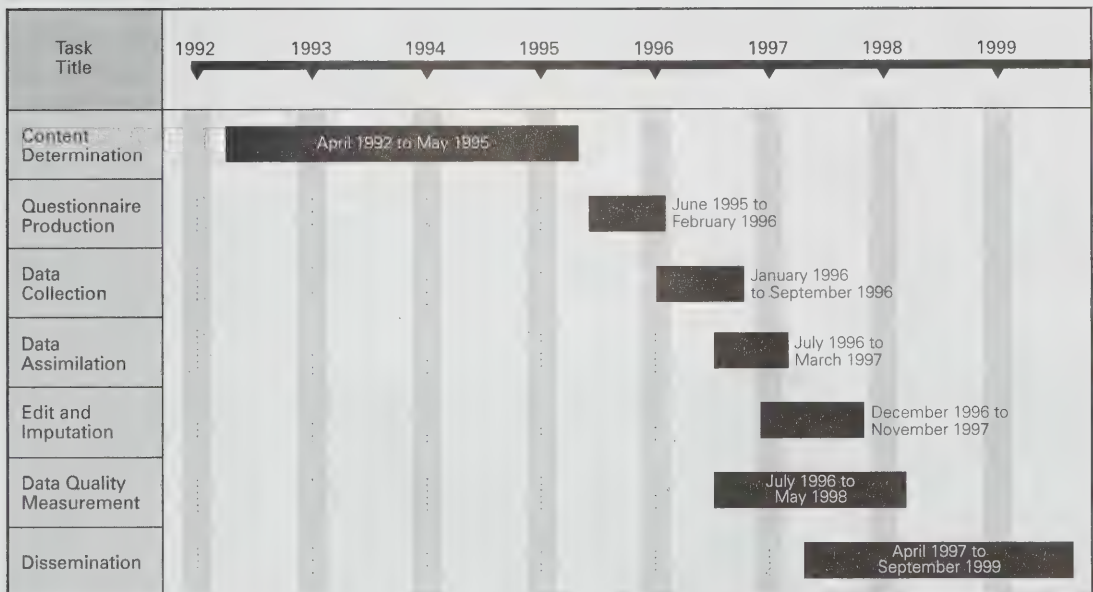 Task
Title
1992 1993 1994 1995 1996 1997 1998 1999
Content
Determination
April 1992 to May 1995
Questionnaire
Production
June 1995 to
February 1996
Data
Collection
January 1996
to September 1996
Data
Assimilation
July 1996 to
March 1997
Edit and
Imputation
December 1996 to
November 1997
Data Quality
Measurement
July 1996 to
May 1998
Dissemination
April 1997 to
September 1999